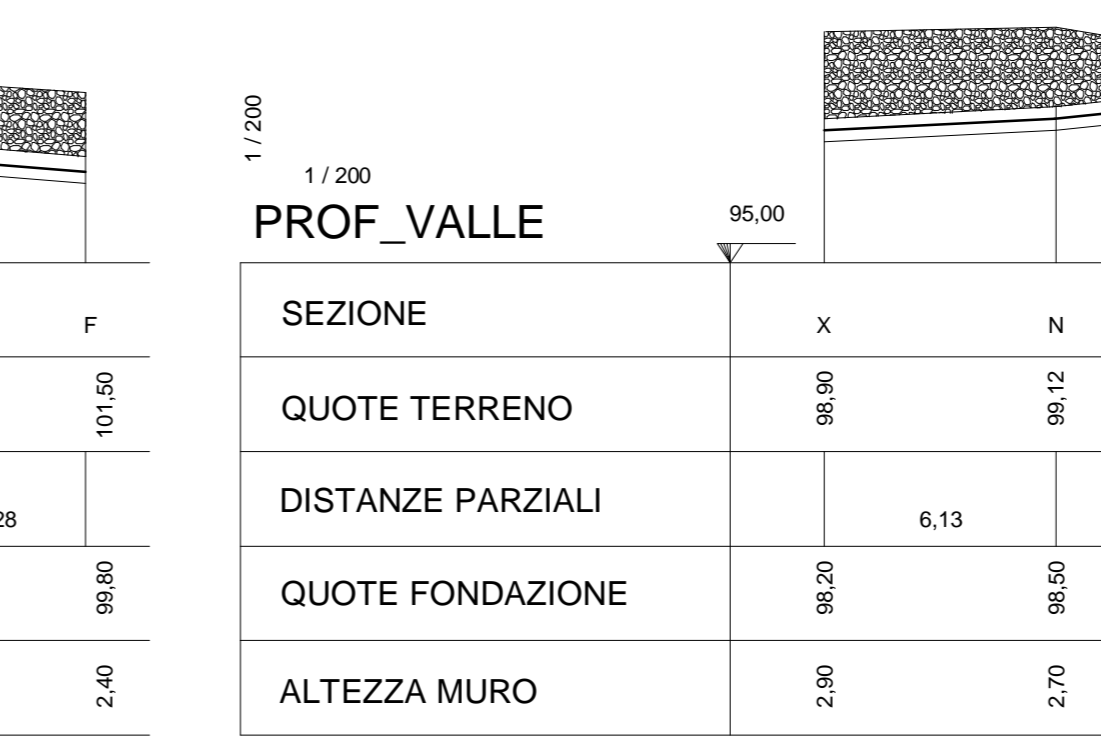 1 / 200
1 / 200
PROF_VALLE
95,00
F
101,50
28
99,80
2,40
SEZIONE X N
QUOTE TERRENO 98,90 99,12
DISTANZE PARZIALI 6,13
QUOTE FONDAZIONE 98,20 98,50
ALTEZZA MURO 2,90 2,70